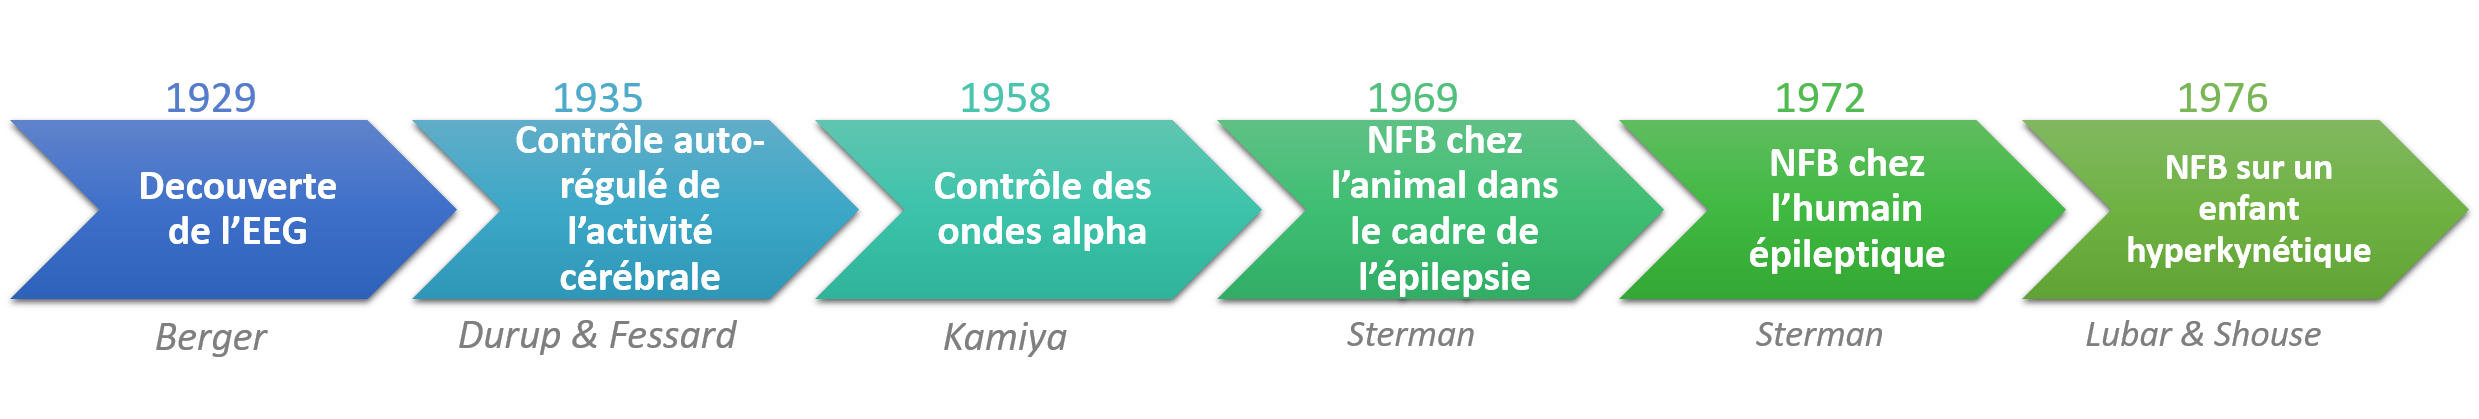 1929
Decouverte
de l’EEG
Berger
1935
Contrôle auto-
régulé de
l’activité
cérébrale
Durup & Fessard
1958
Contrôle des
ondes alpha
Kamiya
1969
NFB chez
l’animal dans
le cadre de
l’épilepsie
Sterman
1972
NFB chez
l’humain
épileptique
Sterman
1976
NFB sur un
enfant
hyperkynétique
Lubar & Shouse